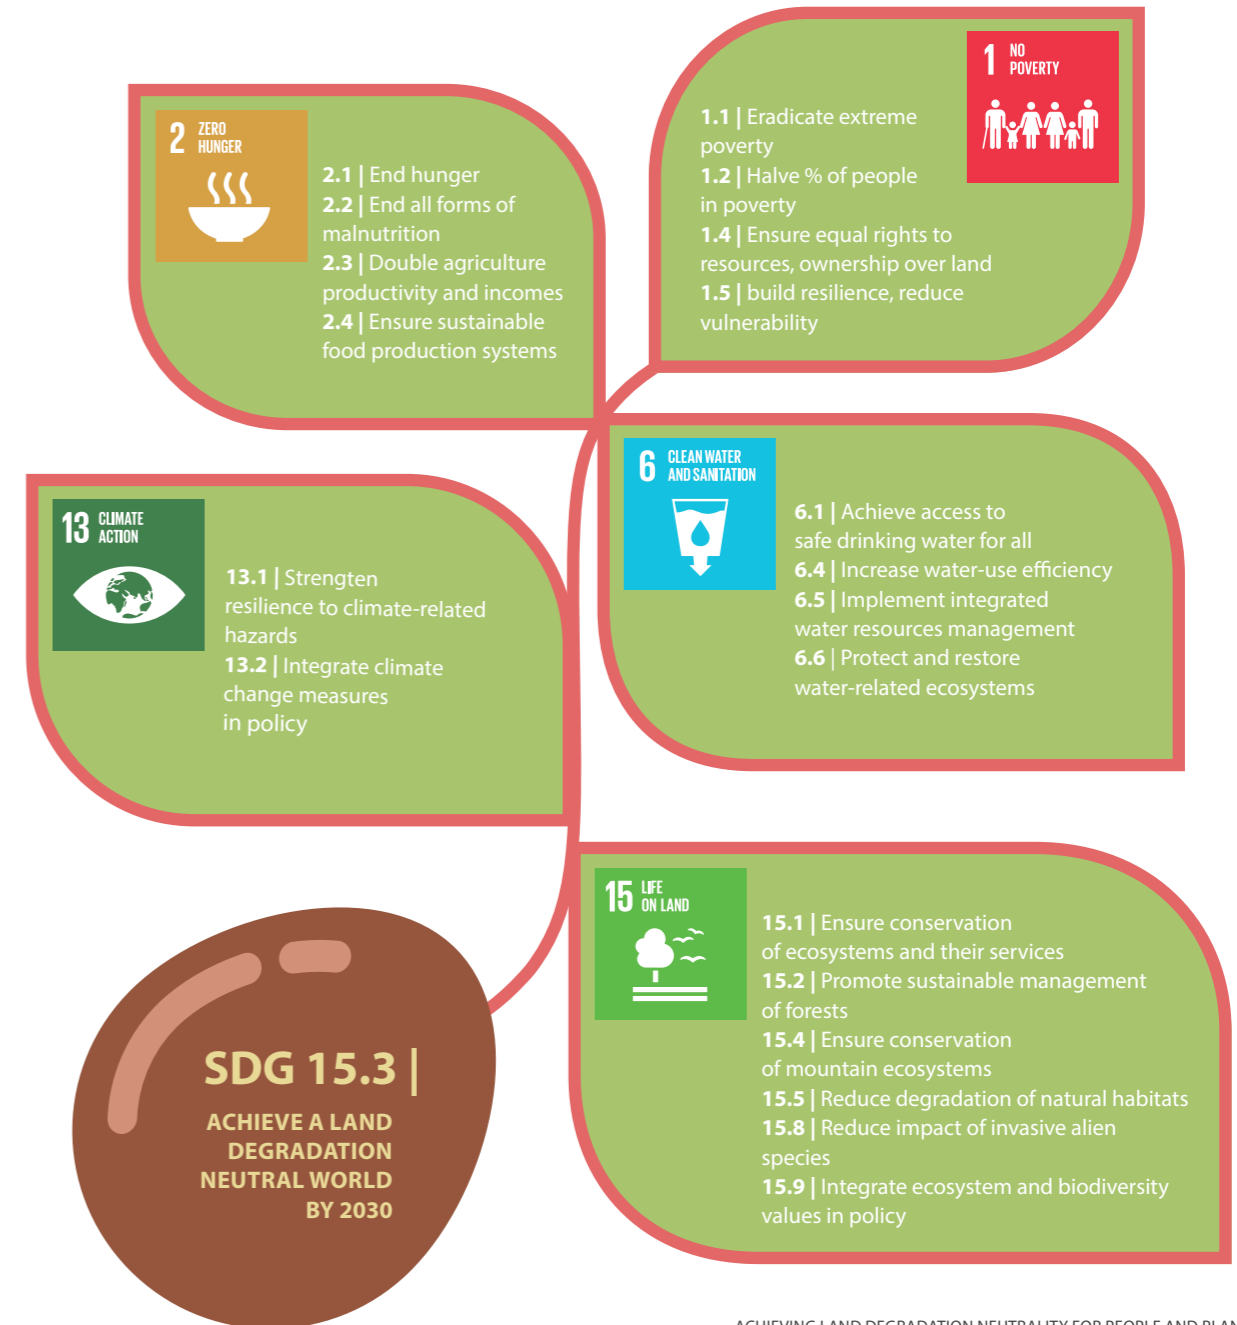 1 NO
POVERTY
1.1 | Eradicate extreme
poverty
1.2 | Halve % of people
in poverty
1.4 | Ensure equal rights to
resources, ownership over land
1.5 | build resilience, reduce
vulnerability
2 ZERO
HUNGER
2.1 | End hunger
2.2 | End all forms of
malnutrition
2.3 | Double agriculture
productivity and incomes
2.4 | Ensure sustainable
food production systems
6 CLEAN WATER
AND SANITATION
6.1 | Achieve access to
safe drinking water for all
6.4 | Increase water-use efficiency
6.5 | Implement integrated
water resources management
6.6 | Protect and restore
water-related ecosystems
13 CLIMATE
ACTION
13.1 | Strengten
resilience to climate-related
hazards
13.2 | Integrate climate
change measures
in policy
15 LIFE
ON LAND
15.1 | Ensure conservation
of ecosystems and their services
15.2 | Promote sustainable management
of forests
15.4 | Ensure conservation
of mountain ecosystems
15.5 | Reduce degradation of natural habitats
15.8 | Reduce impact of invasive alien
species
15.9 | Integrate ecosystem and biodiversity
values in policy
SDG 15.3 |
ACHIEVE A LAND
DEGRADATION
NEUTRAL WORLD
BY 2030
ACHIEVING LAND DEGRADATION NEUTRALITY FOR PEOPLE AND PLAN